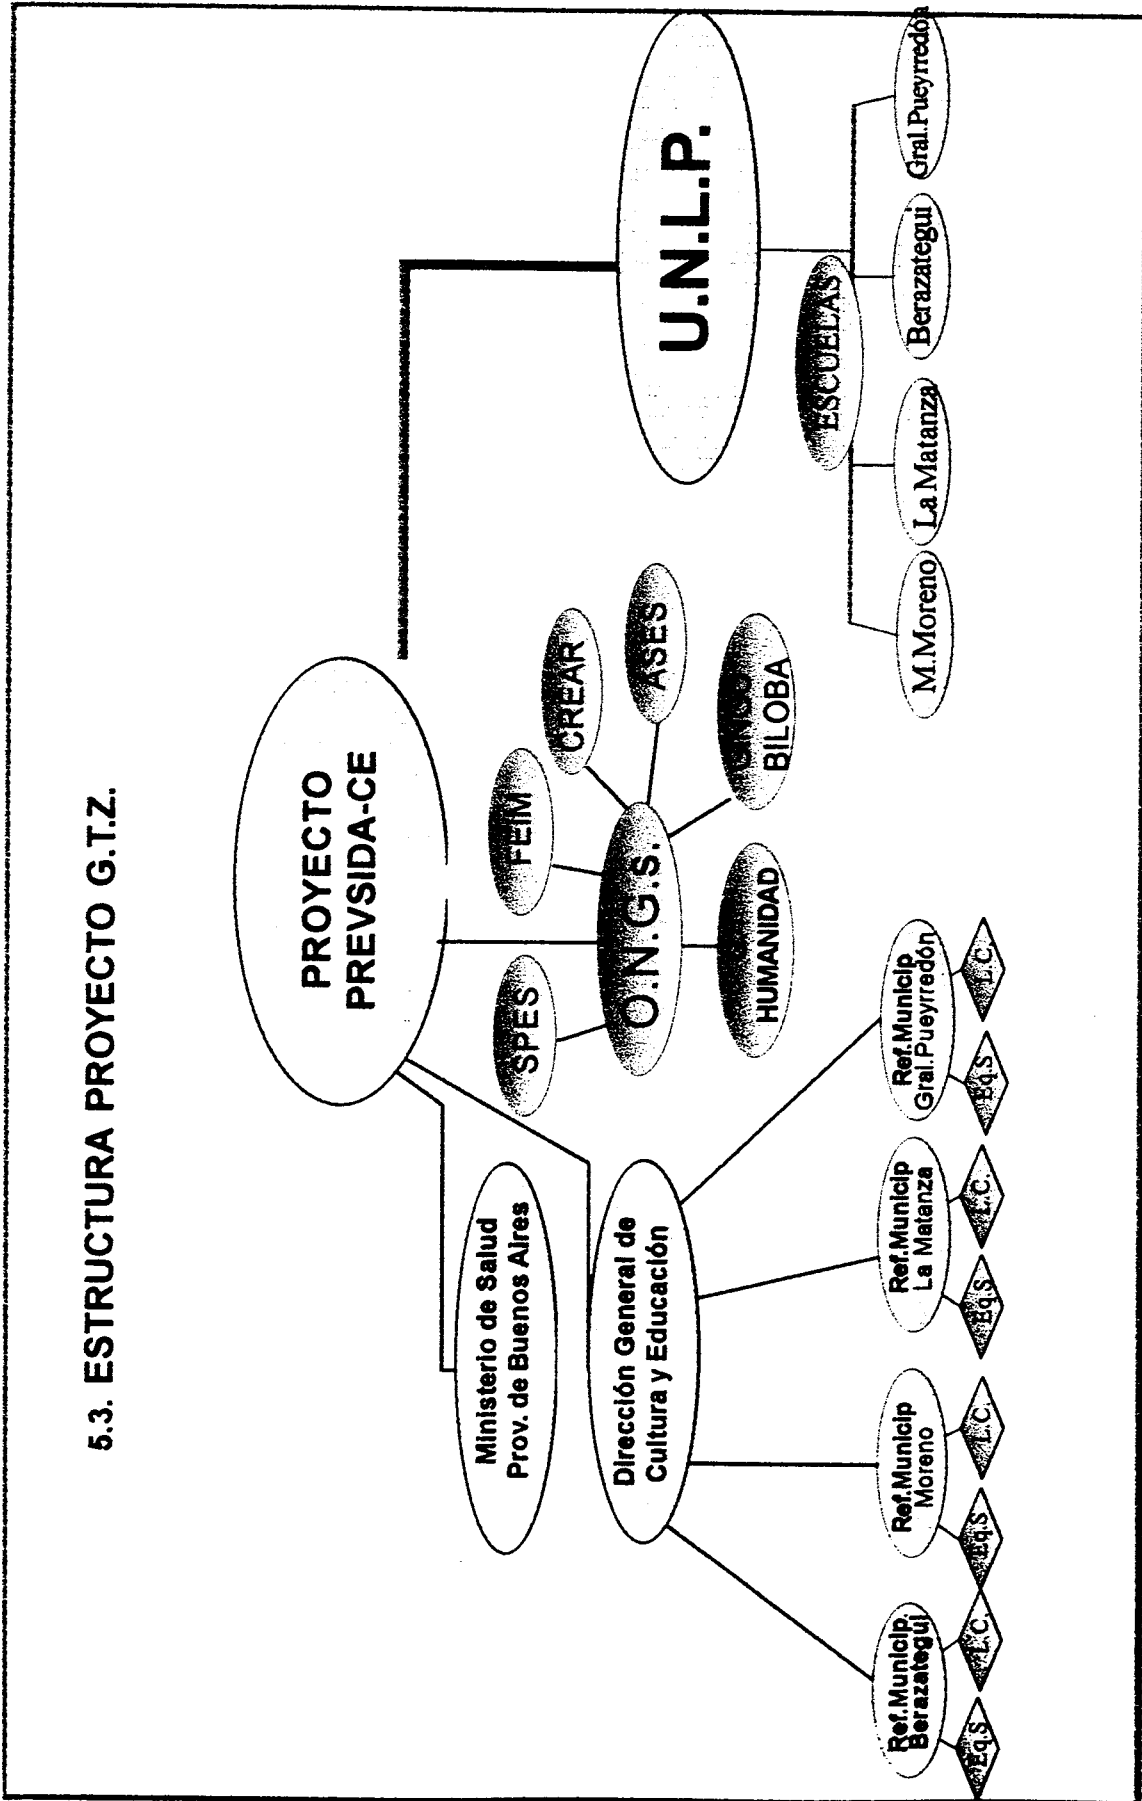 5.3. ESTRUCTURA PROYECTO G.T.Z.
PROYECTO
PREVSIDA-CE
Ministerio de Salud
Prov. de Buenos Aires
Dirección General de
Cultura y Educación
SPES
FEIM
CREAR
ASES
O.N.G.s.
HUMANIDAD
GINGO
BILOBA
U.N.L.P.
ESCUELAS
M.Moreno
La Matanza
Berazategui
Gral.Pueyrredón
Ref.Municip.
Berazategui
Ref.Municip
Moreno
Ref.Municip
La Matanza
Ref.Municip
Gral.Pueyrredón
Eq.S
L.C.
Eq.S
L.C.
Eq.S
L.C.
Eq.S
L.C.